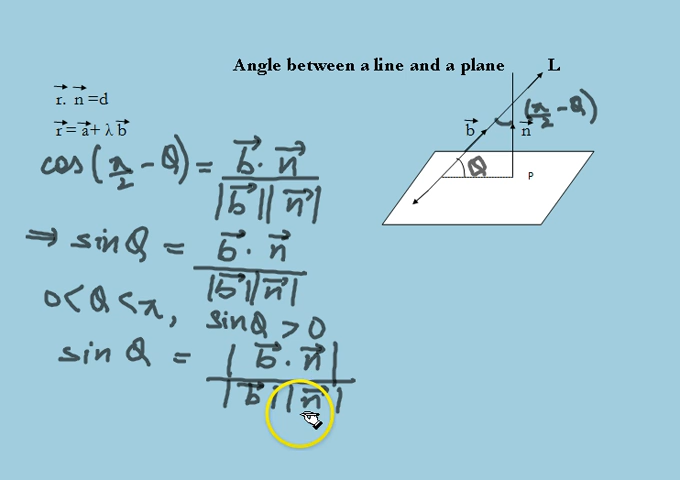 Angle between a line and a plane
L
(π/2 - Q)
b⃗
n⃗
Q
P
r⃗. n⃗ =d
r⃗ = a⃗ + λ b⃗
cos(π/2 - Q) = b⃗ · n⃗ / |b⃗| |n⃗|
⇒ sin Q = b⃗ · n⃗ / |b⃗||n⃗|
0 < Q < π, sin Q > 0
sin Q = |b⃗ · n⃗| / |b⃗| |n⃗|